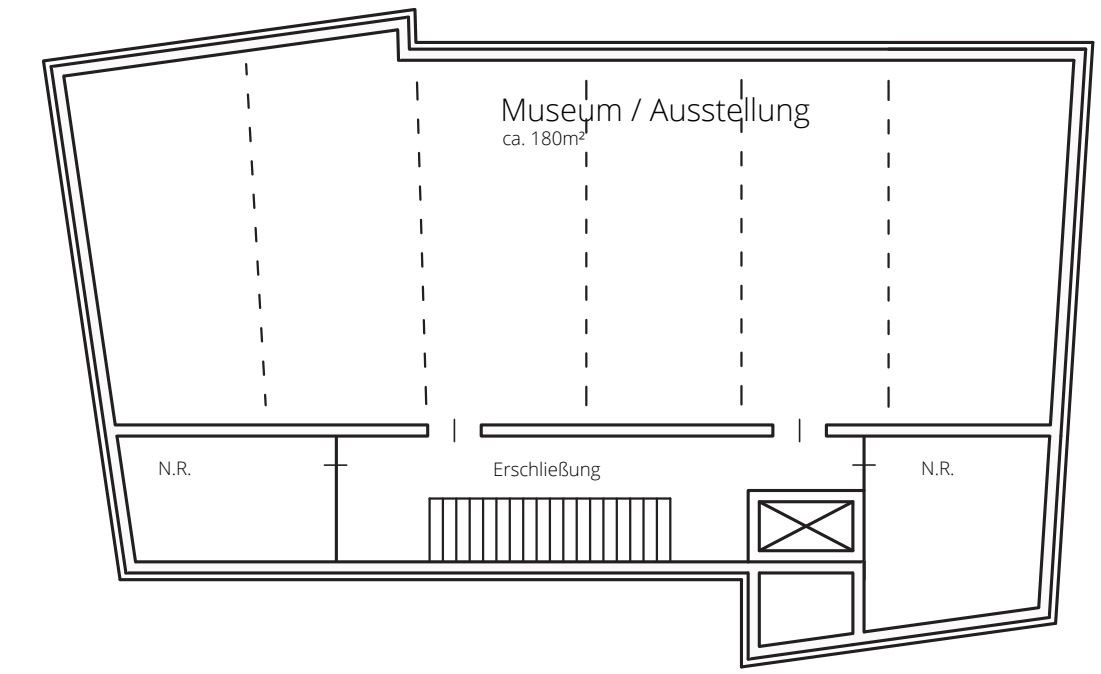 Museum / Ausstellung
ca. 180m²
N.R.
Erschließung
N.R.